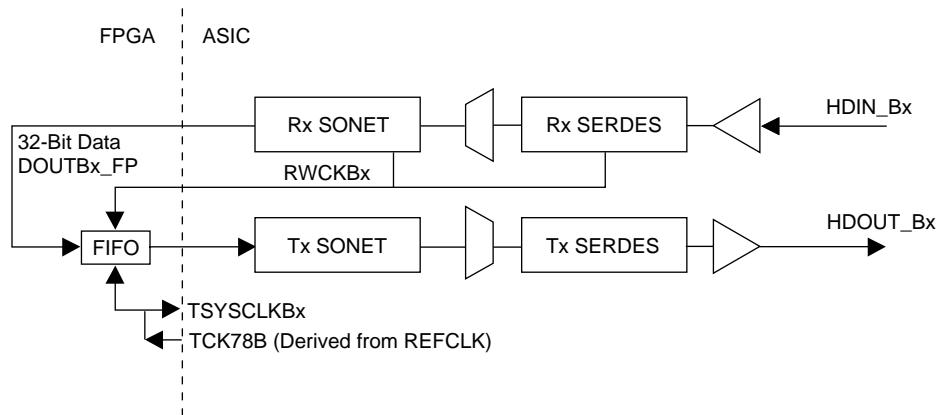 FPGA
ASIC
Rx SONET
Rx SERDES
HDIN_Bx
32-Bit Data
DOUTBx_FP
RWCKBx
FIFO
Tx SONET
Tx SERDES
HDOUT_Bx
TSYSCLKBx
TCK78B (Derived from REFCLK)